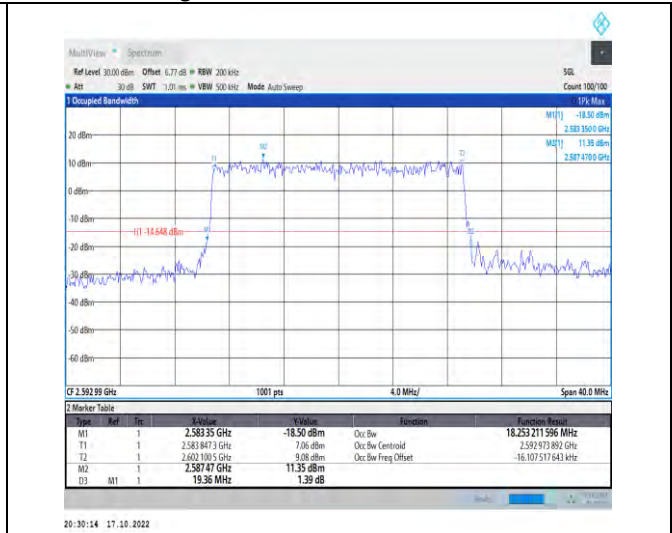 MultiView Spectrum
Ref Level 30.00 dBm Offset 6.77 dB RBW 200 kHz SGL
Att 30 dB SWT 1.01 ms VBW 500 kHz Mode Auto Sweep Count 100/100
1 Occupied Bandwidth 1Pk Max
M1[1] -18.50 dBm
2.583 3500 GHz
M2[1] 11.35 dBm
2.587 4700 GHz
20 dBm
M2
T1
10 dBm
0 dBm
-10 dBm
H1 -14.648 dBm
M1
-20 dBm
-30 dBm
-40 dBm
-50 dBm
-60 dBm
CF 2.592 99 GHz 1001 pts 4.0 MHz/ Span 40.0 MHz
2 Marker Table
Type Ref Trc X-Value Y-Value Function Function Result
M1 1 2.583 35 GHz -18.50 dBm Occ Bw 18.253 211 596 MHz
T1 1 2.583 847 3 GHz 7.06 dBm Occ Bw Centroid 2.592 973 892 GHz
T2 1 2.602 100 5 GHz 9.08 dBm Occ Bw Freq Offset -16.107 517 643 kHz
M2 1 2.587 47 GHz 11.35 dBm
D3 M1 1 19.36 MHz 1.39 dB
20:30:14 17.10.2022